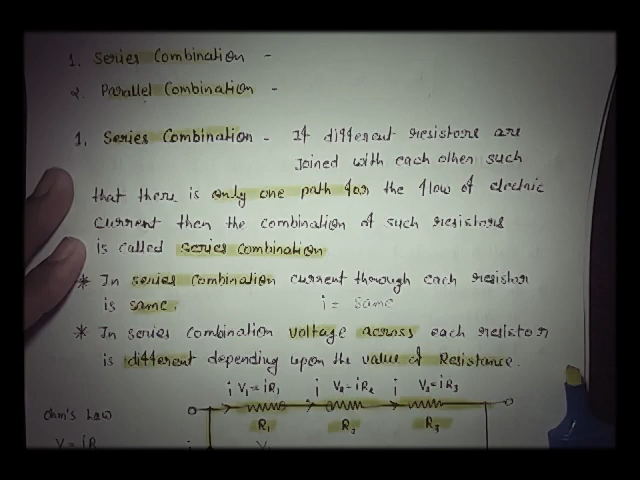 1. Series Combination -
2. Parallel Combination -
1. Series Combination - If different resistors are
joined with each other such
that there is only one path for the flow of electric
current then the combination of such resistors
is called series combination
* In series combination current through each resistor
is same. i = same
* In series combination voltage across each resistor
is different depending upon the value of Resistance.
i V₁=iR₁ i V₂=iR₂ i V₃=iR₃
Ohm's Law
R₁ R₂ R₃
V = iR